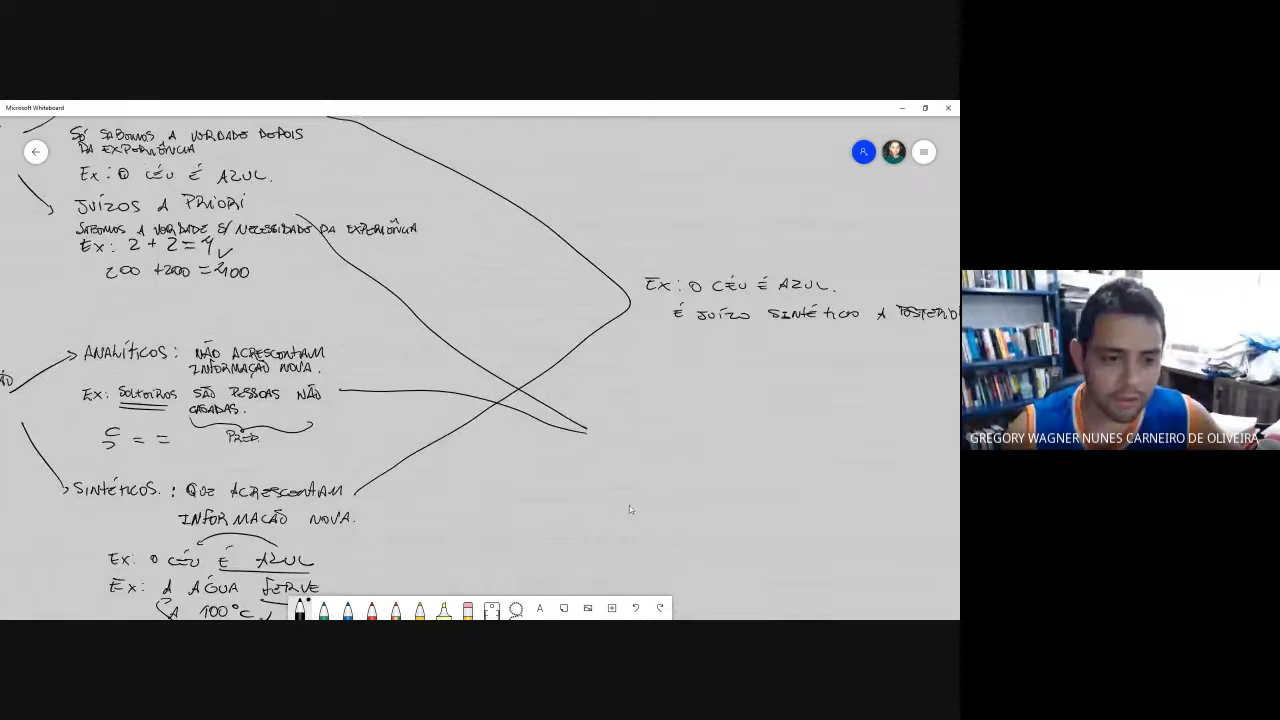 Microsoft Whiteboard
SÓ SABEMOS A VERDADE DEPOIS
DA EXPERIÊNCIA
EX: O CÉU É AZUL.
JUÍZOS A PRIORI
SABEMOS A VERDADE S/ NECESSIDADE DA EXPERIÊNCIA
EX: 2 + 2 = 4
200 + 200 = 400
EX: O CÉU É AZUL.
É JUÍZO SINTÉTICO A POSTERIO
ANALÍTICOS: NÃO ACRESCENTAM
INFORMAÇÃO NOVA.
ÃO
EX: SOLTEIROS SÃO PESSOAS NÃO
CASADAS.
PRED.
SINTÉTICOS: QUE ACRESCENTAM
INFORMAÇÃO NOVA.
EX: O CÉU É AZUL
EX: A ÁGUA FERVE
A 100°C
GREGORY WAGNER NUNES CARNEIRO DE OLIVEIRA